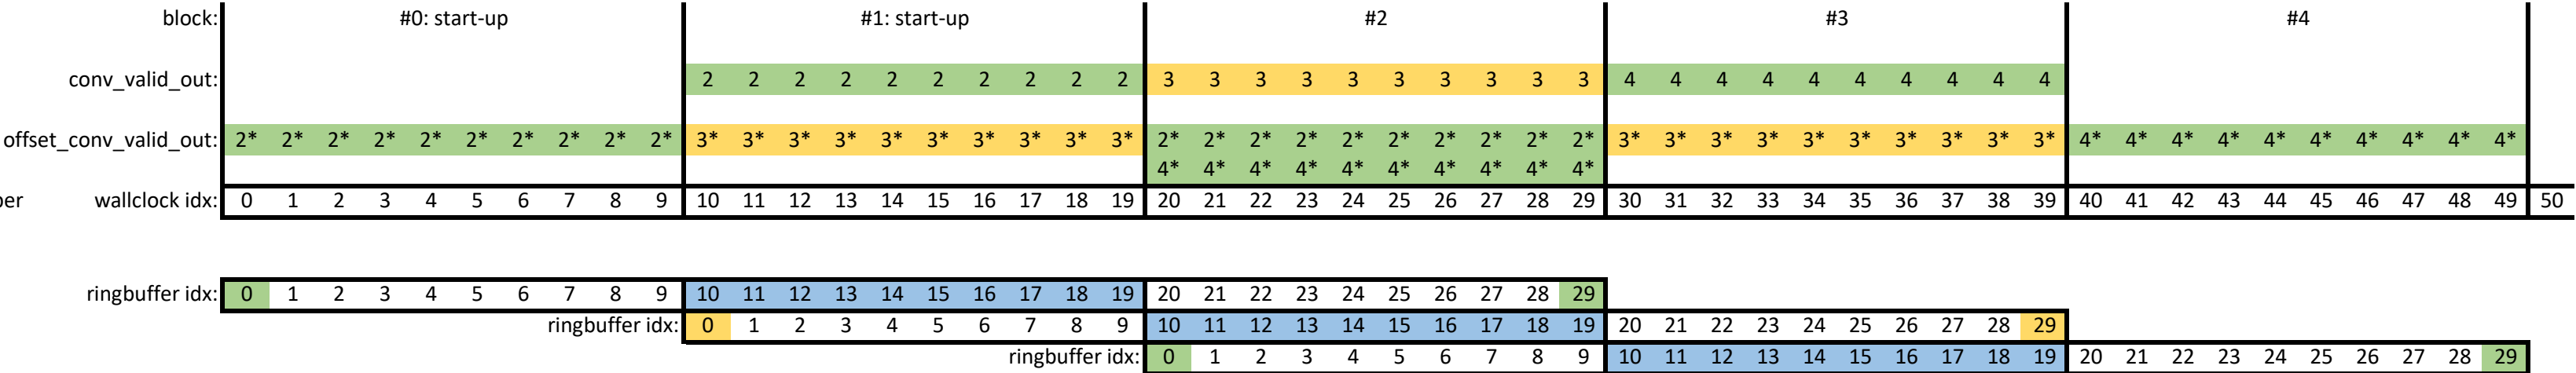 block: #0: start-up #1: start-up #2 #3 #4
conv_valid_out: 2 2 2 2 2 2 2 2 2 2 3 3 3 3 3 3 3 3 3 3 4 4 4 4 4 4 4 4 4 4
offset_conv_valid_out: 2* 2* 2* 2* 2* 2* 2* 2* 2* 2* 3* 3* 3* 3* 3* 3* 3* 3* 3* 3* 2* 2* 2* 2* 2* 2* 2* 2* 2* 2* 3* 3* 3* 3* 3* 3* 3* 3* 3* 3* 4* 4* 4* 4* 4* 4* 4* 4* 4* 4*
4* 4* 4* 4* 4* 4* 4* 4* 4* 4*
per wallclock idx: 0 1 2 3 4 5 6 7 8 9 10 11 12 13 14 15 16 17 18 19 20 21 22 23 24 25 26 27 28 29 30 31 32 33 34 35 36 37 38 39 40 41 42 43 44 45 46 47 48 49 50
ringbuffer idx: 0 1 2 3 4 5 6 7 8 9 10 11 12 13 14 15 16 17 18 19 20 21 22 23 24 25 26 27 28 29
ringbuffer idx: 0 1 2 3 4 5 6 7 8 9 10 11 12 13 14 15 16 17 18 19 20 21 22 23 24 25 26 27 28 29
ringbuffer idx: 0 1 2 3 4 5 6 7 8 9 10 11 12 13 14 15 16 17 18 19 20 21 22 23 24 25 26 27 28 29